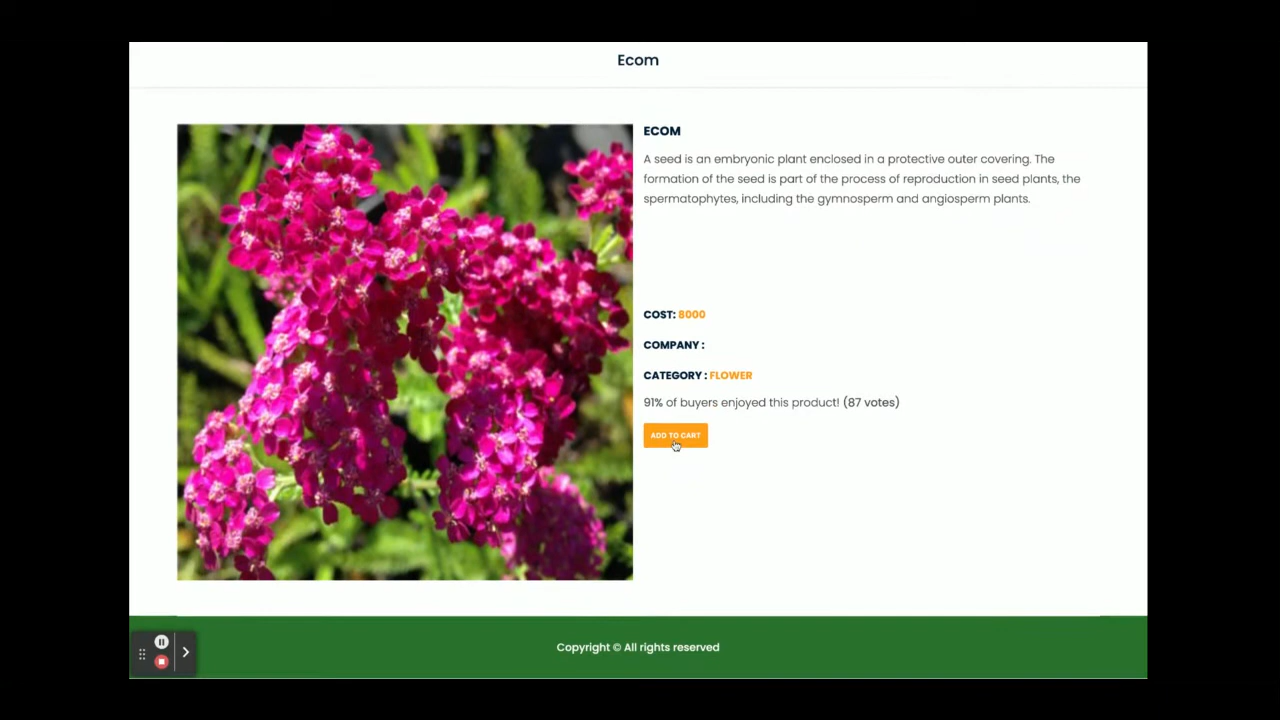 Ecom
ECOM
A seed is an embryonic plant enclosed in a protective outer covering. The
formation of the seed is part of the process of reproduction in seed plants, the
spermatophytes, including the gymnosperm and angiosperm plants.
COST: 8000
COMPANY :
CATEGORY : FLOWER
91% of buyers enjoyed this product! (87 votes)
ADD TO CART
Copyright © All rights reserved